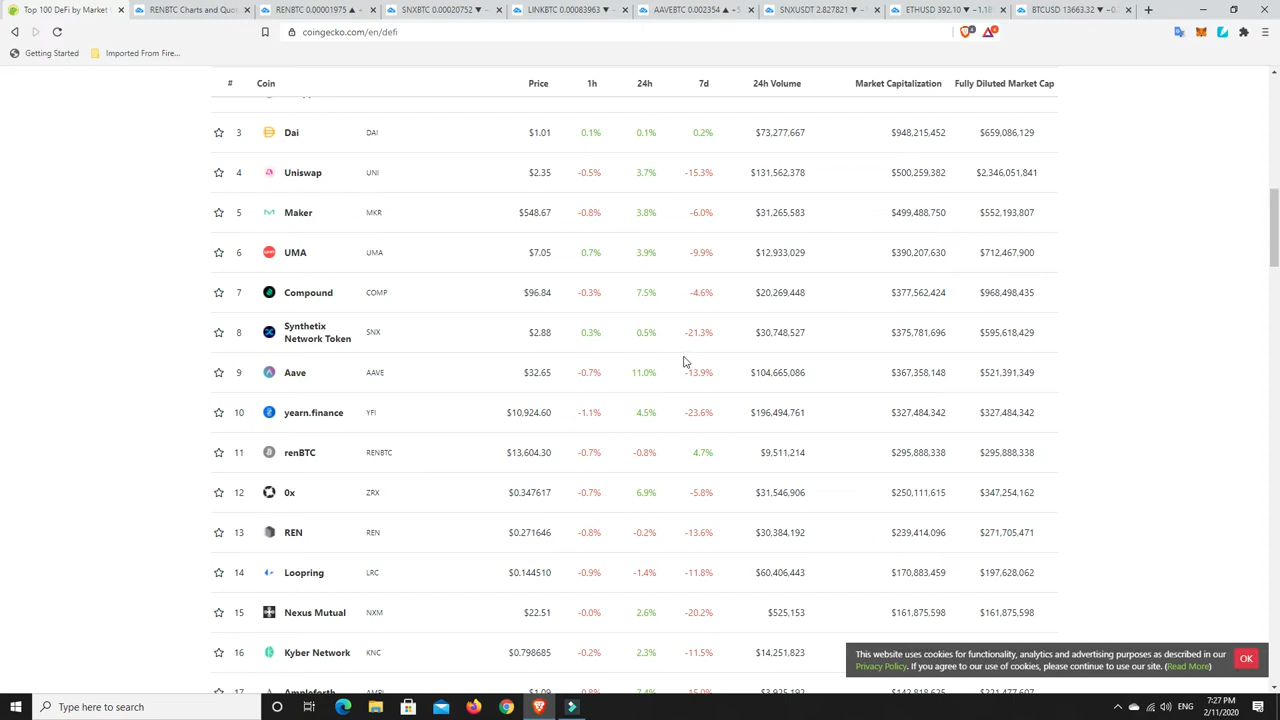 Top 100 DeFi by Market
RENBTC Charts and Quo
RENBTC 0.00001975 ▲
SNXBTC 0.00020752 ▼
LINKBTC 0.00083963 ▼
AAVEBTC 0.002354 ▲
SNXUSDT 2.827821 ▼
ETHUSD 392.10 ▼ −1.18
BTCUSD 13663.32 ▼
coingecko.com/en/defi
Getting Started
Imported From Fire...
# Coin Price 1h 24h 7d 24h Volume Market Capitalization Fully Diluted Market Cap
3 Dai DAI $1.01 0.1% 0.1% 0.2% $73,277,667 $948,215,452 $659,086,129
4 Uniswap UNI $2.35 -0.5% 3.7% -15.3% $131,562,378 $500,259,382 $2,346,051,841
5 Maker MKR $548.67 -0.8% 3.8% -6.0% $31,265,583 $499,488,750 $552,193,807
6 UMA UMA $7.05 0.7% 3.9% -9.9% $12,933,029 $390,207,630 $712,467,900
7 Compound COMP $96.84 -0.3% 7.5% -4.6% $20,269,448 $377,562,424 $968,498,435
8 Synthetix
Network Token SNX $2.88 0.3% 0.5% -21.3% $30,748,527 $375,781,696 $595,618,429
9 Aave AAVE $32.65 -0.7% 11.0% -13.9% $104,665,086 $367,358,148 $521,391,349
10 yearn.finance YFI $10,924.60 -1.1% 4.5% -23.6% $196,494,761 $327,484,342 $327,484,342
11 renBTC RENBTC $13,604.30 -0.7% -0.8% 4.7% $9,511,214 $295,888,338 $295,888,338
12 0x ZRX $0.347617 -0.7% 6.9% -5.8% $31,546,906 $250,111,615 $347,254,162
13 REN REN $0.271646 -0.8% -0.2% -13.6% $30,384,192 $239,414,096 $271,705,471
14 Loopring LRC $0.144510 -0.9% -1.4% -11.8% $60,406,443 $170,883,459 $197,628,062
15 Nexus Mutual NXM $22.51 -0.0% 2.6% -20.2% $525,153 $161,875,598 $161,875,598
16 Kyber Network KNC $0.798685 -0.2% 2.3% -11.5% $14,251,823
This website uses cookies for functionality, analytics and advertising purposes as described in our
Privacy Policy. If you agree to our use of cookies, please continue to use our site. (Read More)
OK
Type here to search
ENG
7:27 PM
2/11/2020